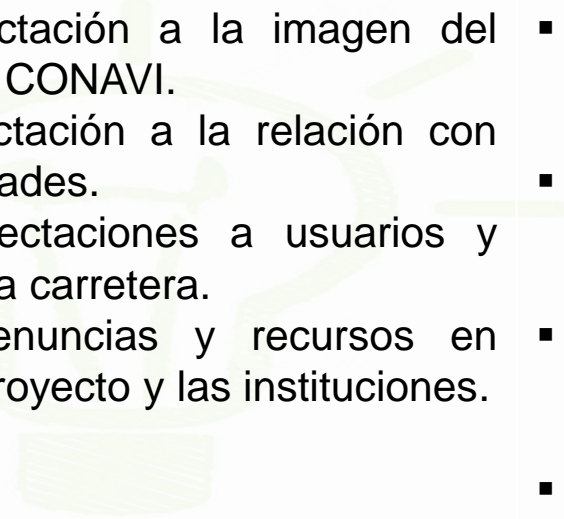 ctación a la imagen del
CONAVI.
ctación a la relación con
ades.
ectaciones a usuarios y
a carretera.
enuncias y recursos en
royecto y las instituciones.